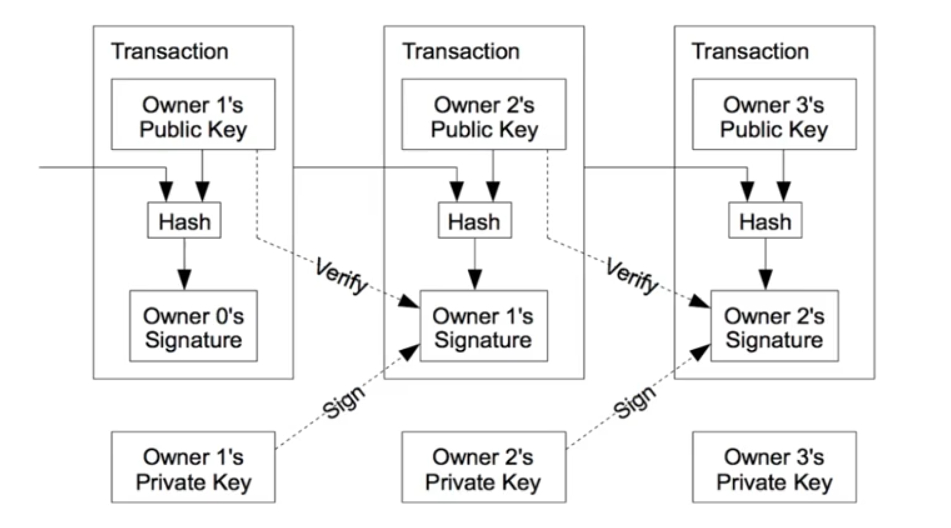 Transaction
Owner 1's
Public Key
Hash
Owner 0's
Signature
Transaction
Owner 2's
Public Key
Hash
Verify
Owner 1's
Signature
Transaction
Owner 3's
Public Key
Hash
Verify
Owner 2's
Signature
Sign
Sign
Owner 1's
Private Key
Owner 2's
Private Key
Owner 3's
Private Key